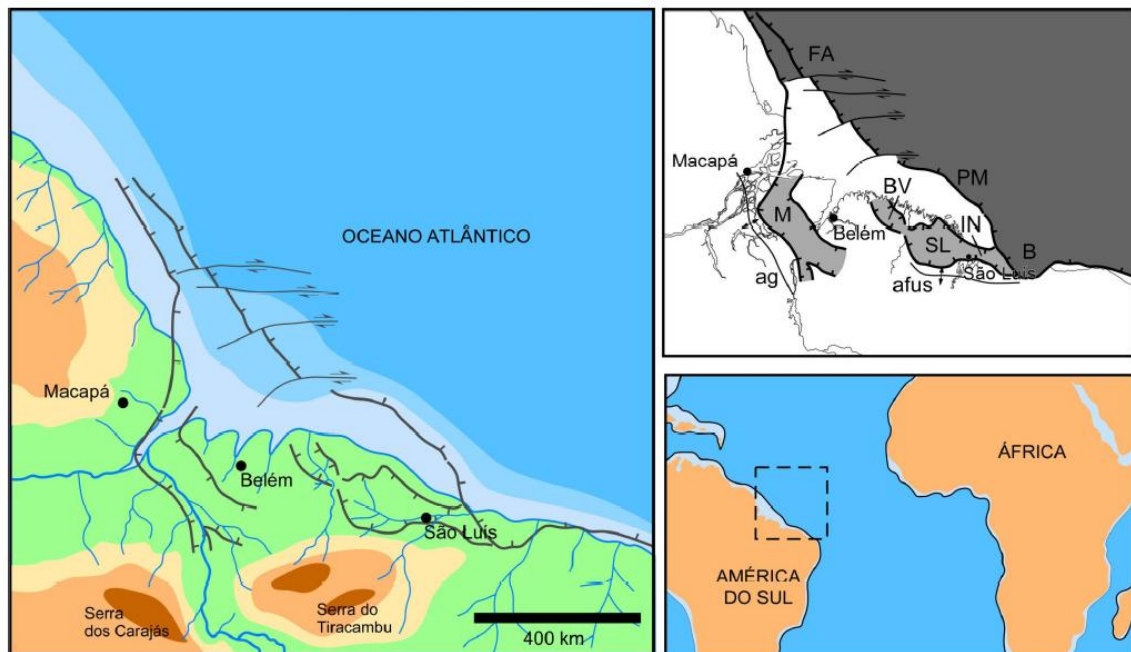 OCEANO ATLÂNTICO
Macapá
Belém
São Luís
Serra
dos Carajás
Serra do
Tiracambu
400 km
FA
Macapá
PM
BV
M
Belém
IN
SL
B
São Luís
ag
afus
ÁFRICA
AMÉRICA
DO SUL